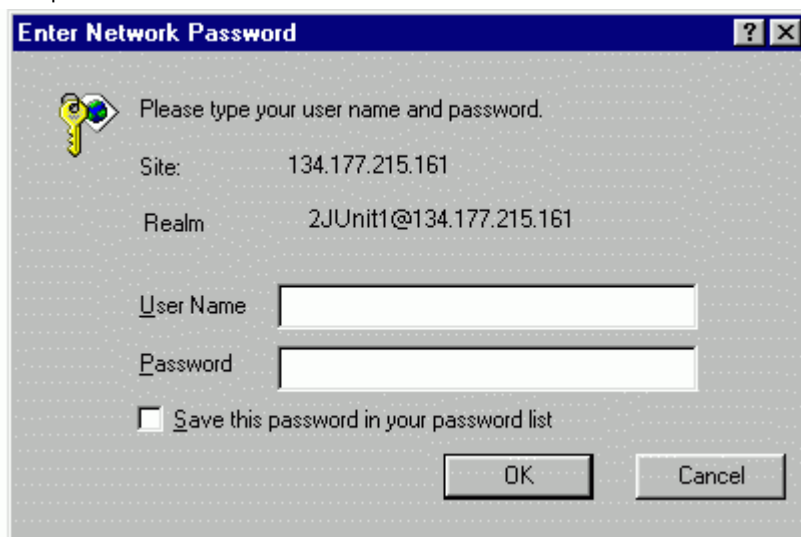 Enter Network Password
Please type your user name and password.
Site: 134.177.215.161
Realm 2JUnit1@134.177.215.161
User Name
Password
Save this password in your password list
OK Cancel